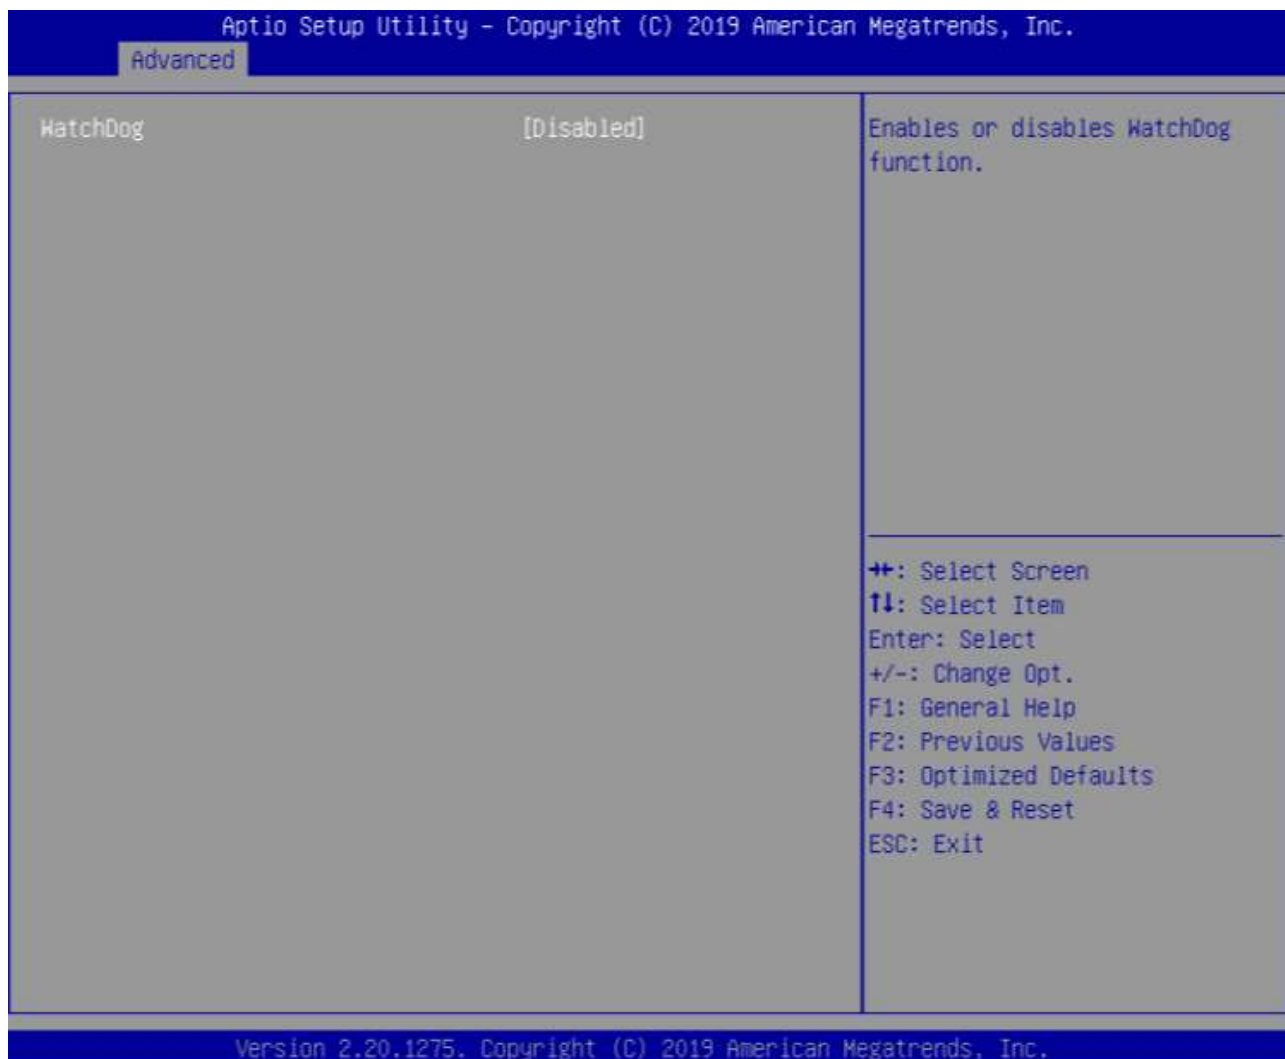 Aptio Setup Utility – Copyright (C) 2019 American Megatrends, Inc.
Advanced
WatchDog [Disabled]
Enables or disables WatchDog
function.
→←: Select Screen
↑↓: Select Item
Enter: Select
+/-: Change Opt.
F1: General Help
F2: Previous Values
F3: Optimized Defaults
F4: Save & Reset
ESC: Exit
Version 2.20.1275. Copyright (C) 2019 American Megatrends, Inc.